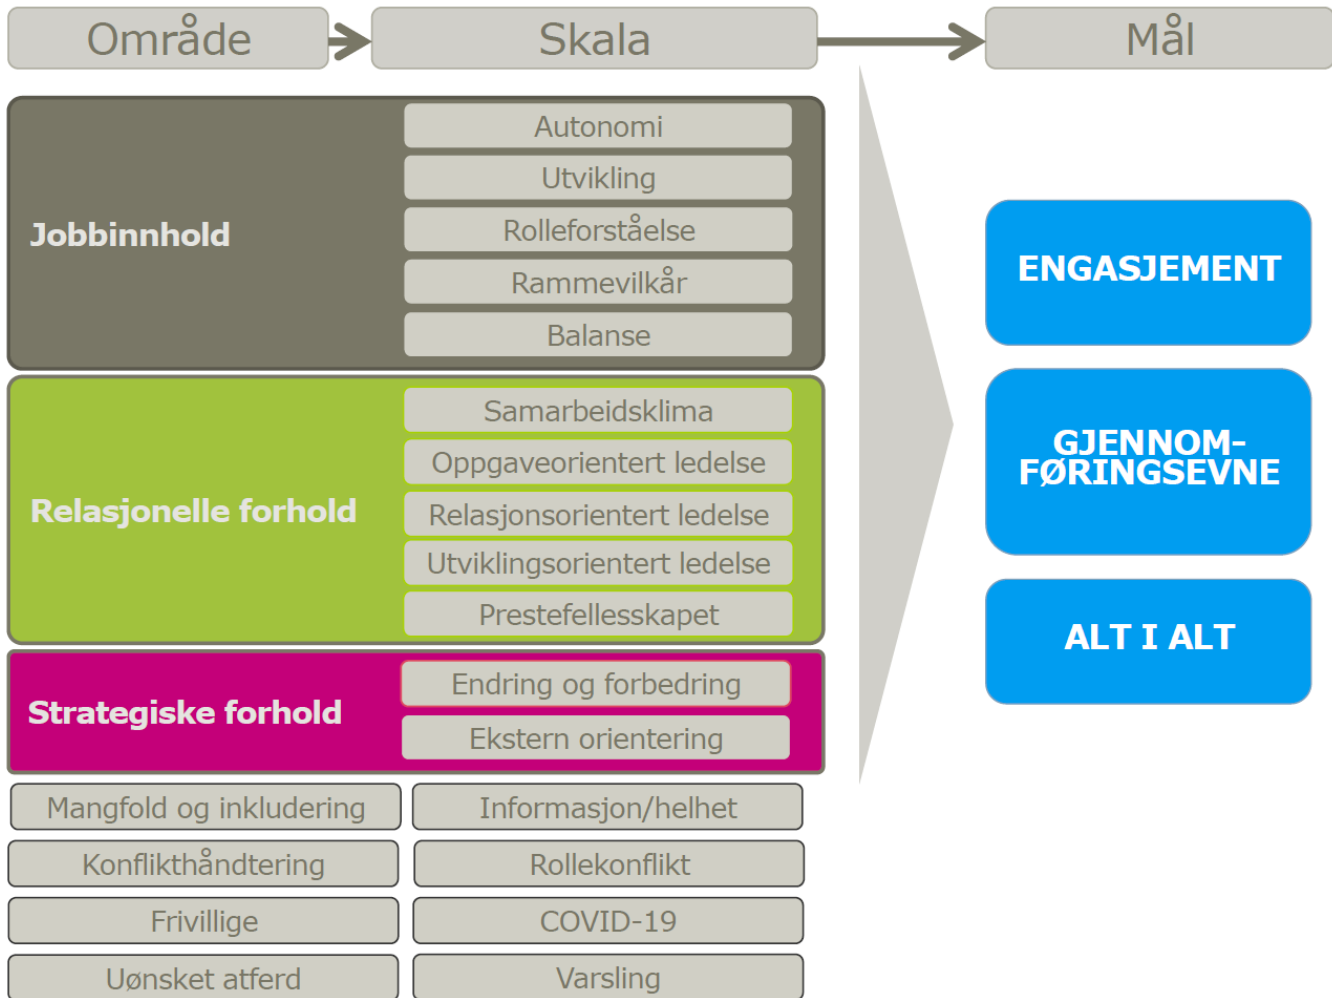 Område
Skala
Mål
Jobbinnhold
Autonomi
Utvikling
Rolleforståelse
Rammevilkår
Balanse
Relasjonelle forhold
Samarbeidsklima
Oppgaveorientert ledelse
Relasjonsorientert ledelse
Utviklingsorientert ledelse
Prestefellesskapet
Strategiske forhold
Endring og forbedring
Ekstern orientering
Mangfold og inkludering
Informasjon/helhet
Konflikthåndtering
Rollekonflikt
Frivillige
COVID-19
Uønsket atferd
Varsling
ENGASJEMENT
GJENNOM-
FØRINGSEVNE
ALT I ALT